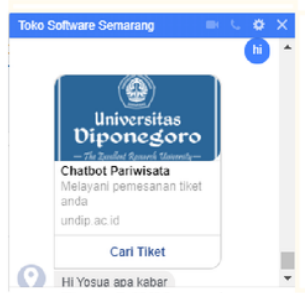 Toko Software Semarang
hi
Universitas
Diponegoro
The Excellent Research University
Chatbot Pariwisata
Melayani pemesanan tiket
anda
undip.ac.id
Cari Tiket
Hi Yosua apa kabar